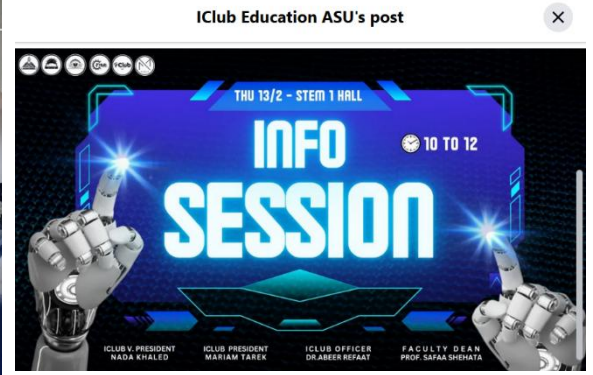 IClub Education ASU's post
THU 13/2 - STEM 1 HALL
INFO
10 TO 12
SESSION
ICLUB V. PRESIDENT
NADA KHALED
ICLUB PRESIDENT
MARIAM TAREK
ICLUB OFFICER
DR.ABEER REFAAT
FACULTY DEAN
PROF. SAFAA SHEHATA